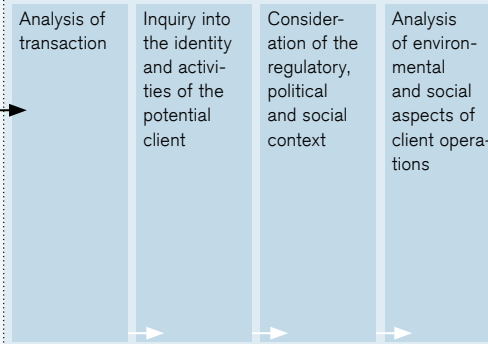 Analysis of
transaction
Inquiry into
the identity
and activi-
ties of the
potential
client
Consider-
ation of the
regulatory,
political
and social
context
Analysis
of environ-
mental
and social
aspects of
client opera-
tions